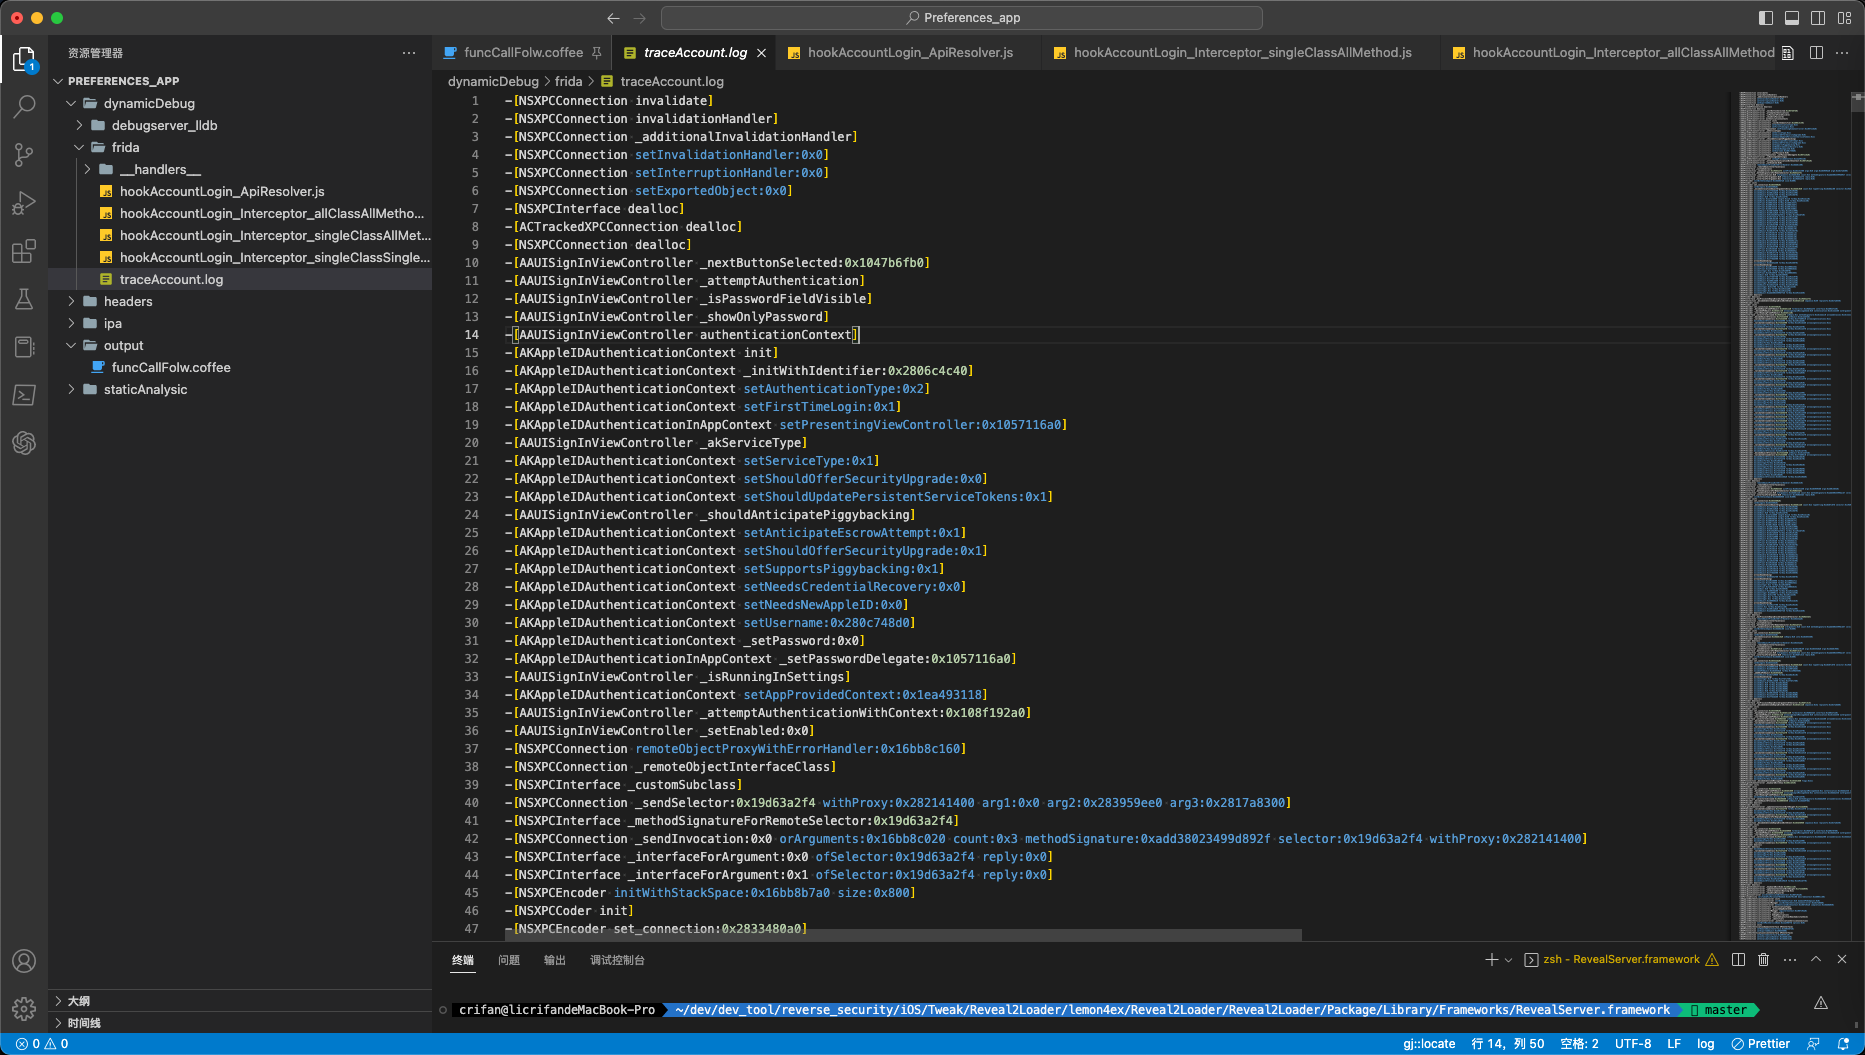 Preferences_app
资源管理器
PREFERENCES_APP
dynamicDebug
debugserver_lldb
frida
__handlers__
hookAccountLogin_ApiResolver.js
hookAccountLogin_Interceptor_allClassAllMetho...
hookAccountLogin_Interceptor_singleClassAllMet...
hookAccountLogin_Interceptor_singleClassSingle...
traceAccount.log
headers
ipa
output
funcCallFolw.coffee
staticAnalysic
大纲
时间线
funcCallFolw.coffee traceAccount.log hookAccountLogin_ApiResolver.js hookAccountLogin_Interceptor_singleClassAllMethod.js hookAccountLogin_Interceptor_allClassAllMethod
dynamicDebug > frida > traceAccount.log
1 -[NSXPCConnection invalidate]
2 -[NSXPCConnection invalidationHandler]
3 -[NSXPCConnection _additionalInvalidationHandler]
4 -[NSXPCConnection setInvalidationHandler:0x0]
5 -[NSXPCConnection setInterruptionHandler:0x0]
6 -[NSXPCConnection setExportedObject:0x0]
7 -[NSXPCInterface dealloc]
8 -[ACTrackedXPCConnection dealloc]
9 -[NSXPCConnection dealloc]
10 -[AAUISignInViewController _nextButtonSelected:0x1047b6fb0]
11 -[AAUISignInViewController _attemptAuthentication]
12 -[AAUISignInViewController _isPasswordFieldVisible]
13 -[AAUISignInViewController _showOnlyPassword]
14 -[AAUISignInViewController authenticationContext]
15 -[AKAppleIDAuthenticationContext init]
16 -[AKAppleIDAuthenticationContext _initWithIdentifier:0x2806c4c40]
17 -[AKAppleIDAuthenticationContext setAuthenticationType:0x2]
18 -[AKAppleIDAuthenticationContext setFirstTimeLogin:0x1]
19 -[AKAppleIDAuthenticationInAppContext setPresentingViewController:0x1057116a0]
20 -[AAUISignInViewController _akServiceType]
21 -[AKAppleIDAuthenticationContext setServiceType:0x1]
22 -[AKAppleIDAuthenticationContext setShouldOfferSecurityUpgrade:0x0]
23 -[AKAppleIDAuthenticationContext setShouldUpdatePersistentServiceTokens:0x1]
24 -[AAUISignInViewController _shouldAnticipatePiggybacking]
25 -[AKAppleIDAuthenticationContext setAnticipateEscrowAttempt:0x1]
26 -[AKAppleIDAuthenticationContext setShouldOfferSecurityUpgrade:0x1]
27 -[AKAppleIDAuthenticationContext setSupportsPiggybacking:0x1]
28 -[AKAppleIDAuthenticationContext setNeedsCredentialRecovery:0x0]
29 -[AKAppleIDAuthenticationContext setNeedsNewAppleID:0x0]
30 -[AKAppleIDAuthenticationContext setUsername:0x280c748d0]
31 -[AKAppleIDAuthenticationContext _setPassword:0x0]
32 -[AKAppleIDAuthenticationInAppContext _setPasswordDelegate:0x1057116a0]
33 -[AAUISignInViewController _isRunningInSettings]
34 -[AKAppleIDAuthenticationContext setAppProvidedContext:0x1ea493118]
35 -[AAUISignInViewController _attemptAuthenticationWithContext:0x108f192a0]
36 -[AAUISignInViewController _setEnabled:0x0]
37 -[NSXPCConnection remoteObjectProxyWithErrorHandler:0x16bb8c160]
38 -[NSXPCConnection _remoteObjectInterfaceClass]
39 -[NSXPCInterface _customSubclass]
40 -[NSXPCConnection _sendSelector:0x19d63a2f4 withProxy:0x282141400 arg1:0x0 arg2:0x283959ee0 arg3:0x2817a8300]
41 -[NSXPCInterface _methodSignatureForRemoteSelector:0x19d63a2f4]
42 -[NSXPCConnection _sendInvocation:0x0 orArguments:0x16bb8c020 count:0x3 methodSignature:0xadd38023499d892f selector:0x19d63a2f4 withProxy:0x282141400]
43 -[NSXPCInterface _interfaceForArgument:0x0 ofSelector:0x19d63a2f4 reply:0x0]
44 -[NSXPCInterface _interfaceForArgument:0x1 ofSelector:0x19d63a2f4 reply:0x0]
45 -[NSXPCEncoder initWithStackSpace:0x16bb8b7a0 size:0x800]
46 -[NSXPCCoder init]
47 -[NSXPCEncoder set_connection:0x2833480a0]
终端 问题 输出 调试控制台 zsh - RevealServer.framework
crifan@licrifandeMacBook-Pro ~/dev/dev_tool/reverse_security/iOS/Tweak/Reveal2Loader/lemon4ex/Reveal2Loader/Reveal2Loader/Package/Library/Frameworks/RevealServer.framework master
0 0 gj::locate 行 14，列 50 空格: 2 UTF-8 LF log Prettier